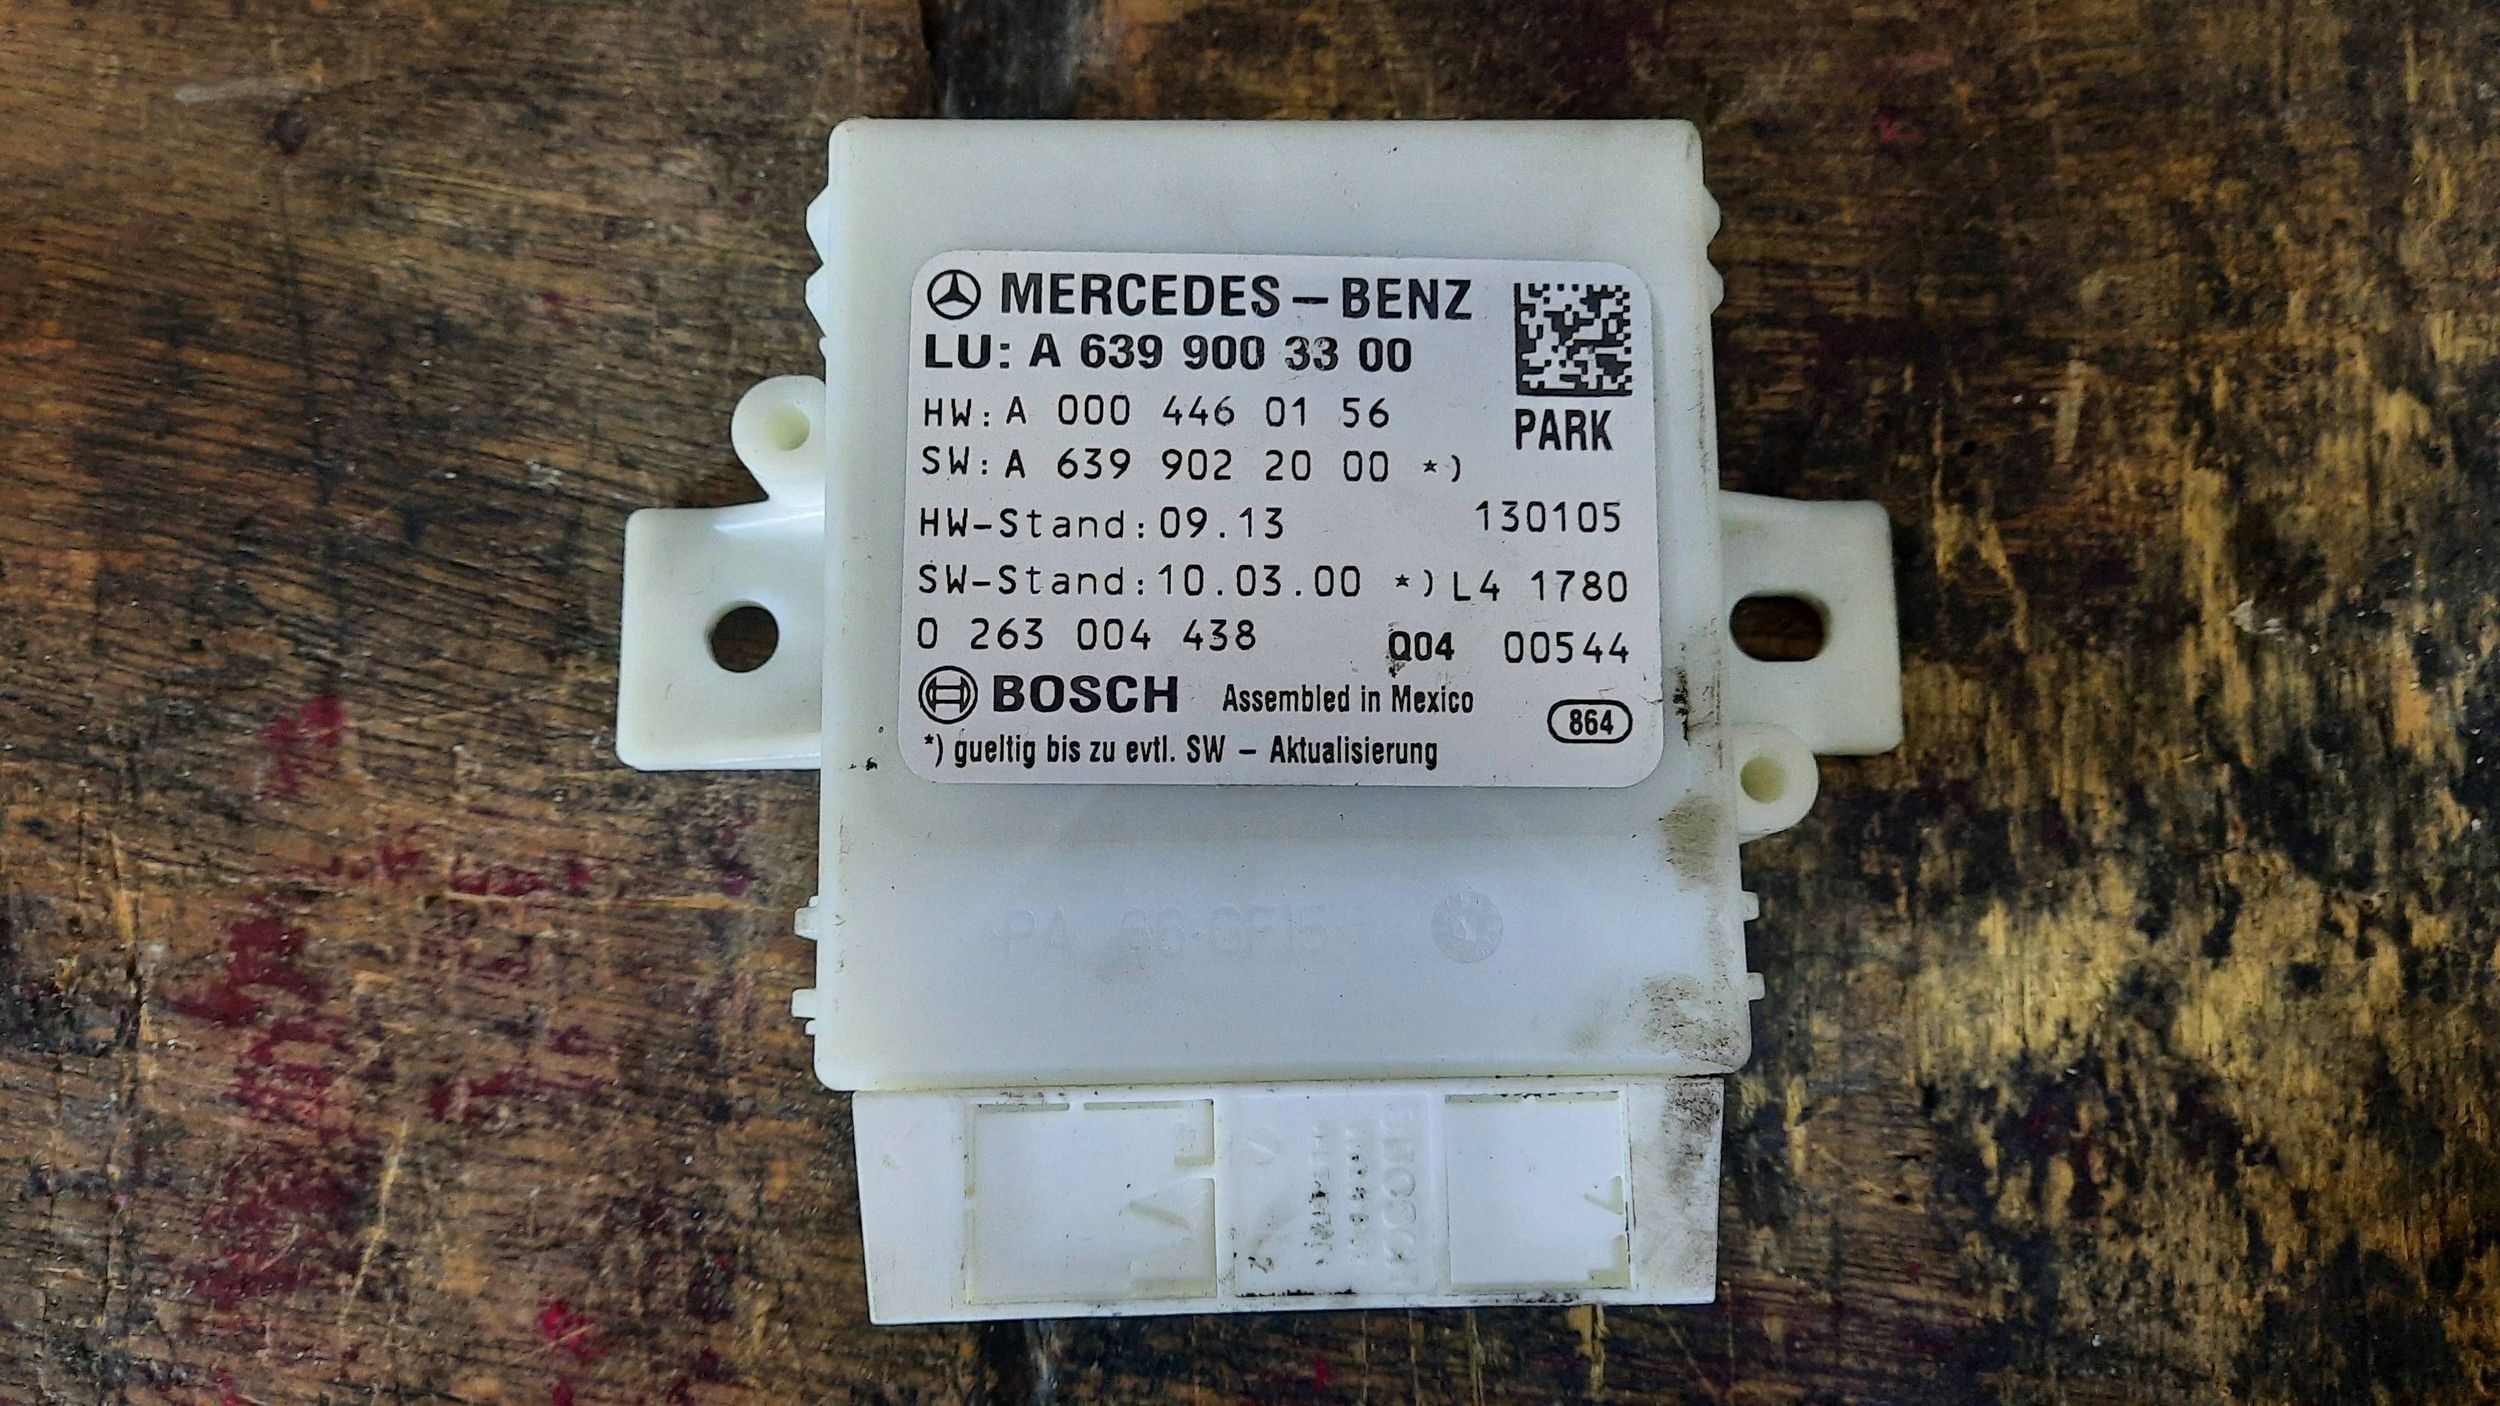 MERCEDES-BENZ
LU: A 639 900 33 00
HW: A 000 446 01 56
PARK
SW: A 639 902 20 00 *)
HW-Stand: 09.13 130105
SW-Stand: 10.03.00 *) L4 1780
0 263 004 438 Q04 00544
BOSCH Assembled in Mexico 864
*) gueltig bis zu evtl. SW - Aktualisierung
BOSCH
2